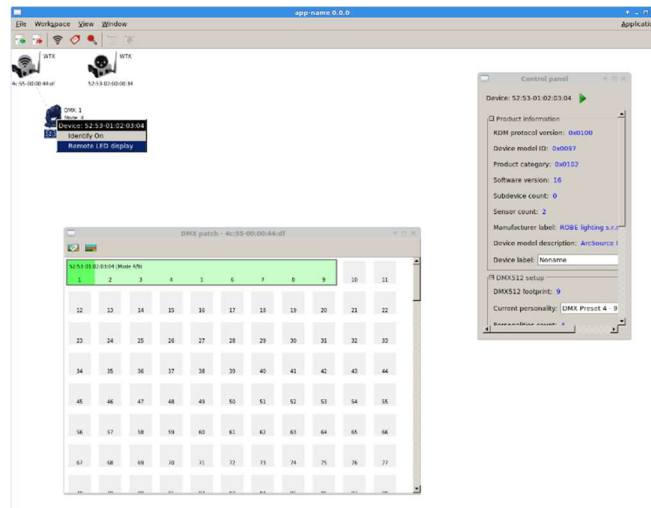 app-name 0.0.0
File Workspace View Window
Applicatio
WTX
WTX
4c:55-00:00:44:df
52:53-02:00:00:34
DMX: 1
Device: 52:53-01:02:03:04
Identify On
Remote LED display
Control panel
Device: 52:53-01:02:03:04
Product information
RDM protocol version: 0x0100
Device model ID: 0x0097
Product category: 0x0102
Software version: 16
Subdevice count: 0
Sensor count: 2
Manufacturer label: ROBE lighting s.r.o
Device model description: ArcSource
Device label: Noname
DMX512 setup
DMX512 footprint: 9
Current personality: DMX Preset 4 - 9
Personalities count: 4
DMX patch - 4c:55-00:00:44:df
52:53-01:02:03:04 (Mode 4/9)
1 2 3 4 5 6 7 8 9 10 11
12 13 14 15 16 17 18 19 20 21 22
23 24 25 26 27 28 29 30 31 32 33
34 35 36 37 38 39 40 41 42 43 44
45 46 47 48 49 50 51 52 53 54 55
56 57 58 59 60 61 62 63 64 65 66
67 68 69 70 71 72 73 74 75 76 77